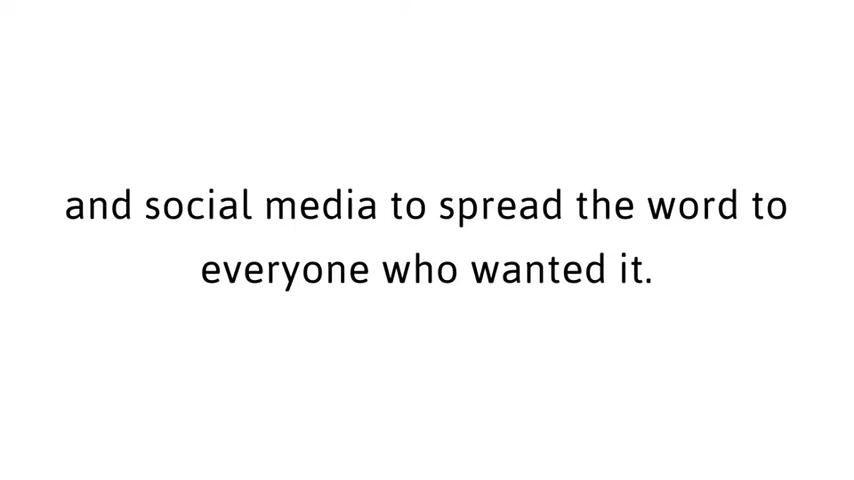 and social media to spread the word to
everyone who wanted it.